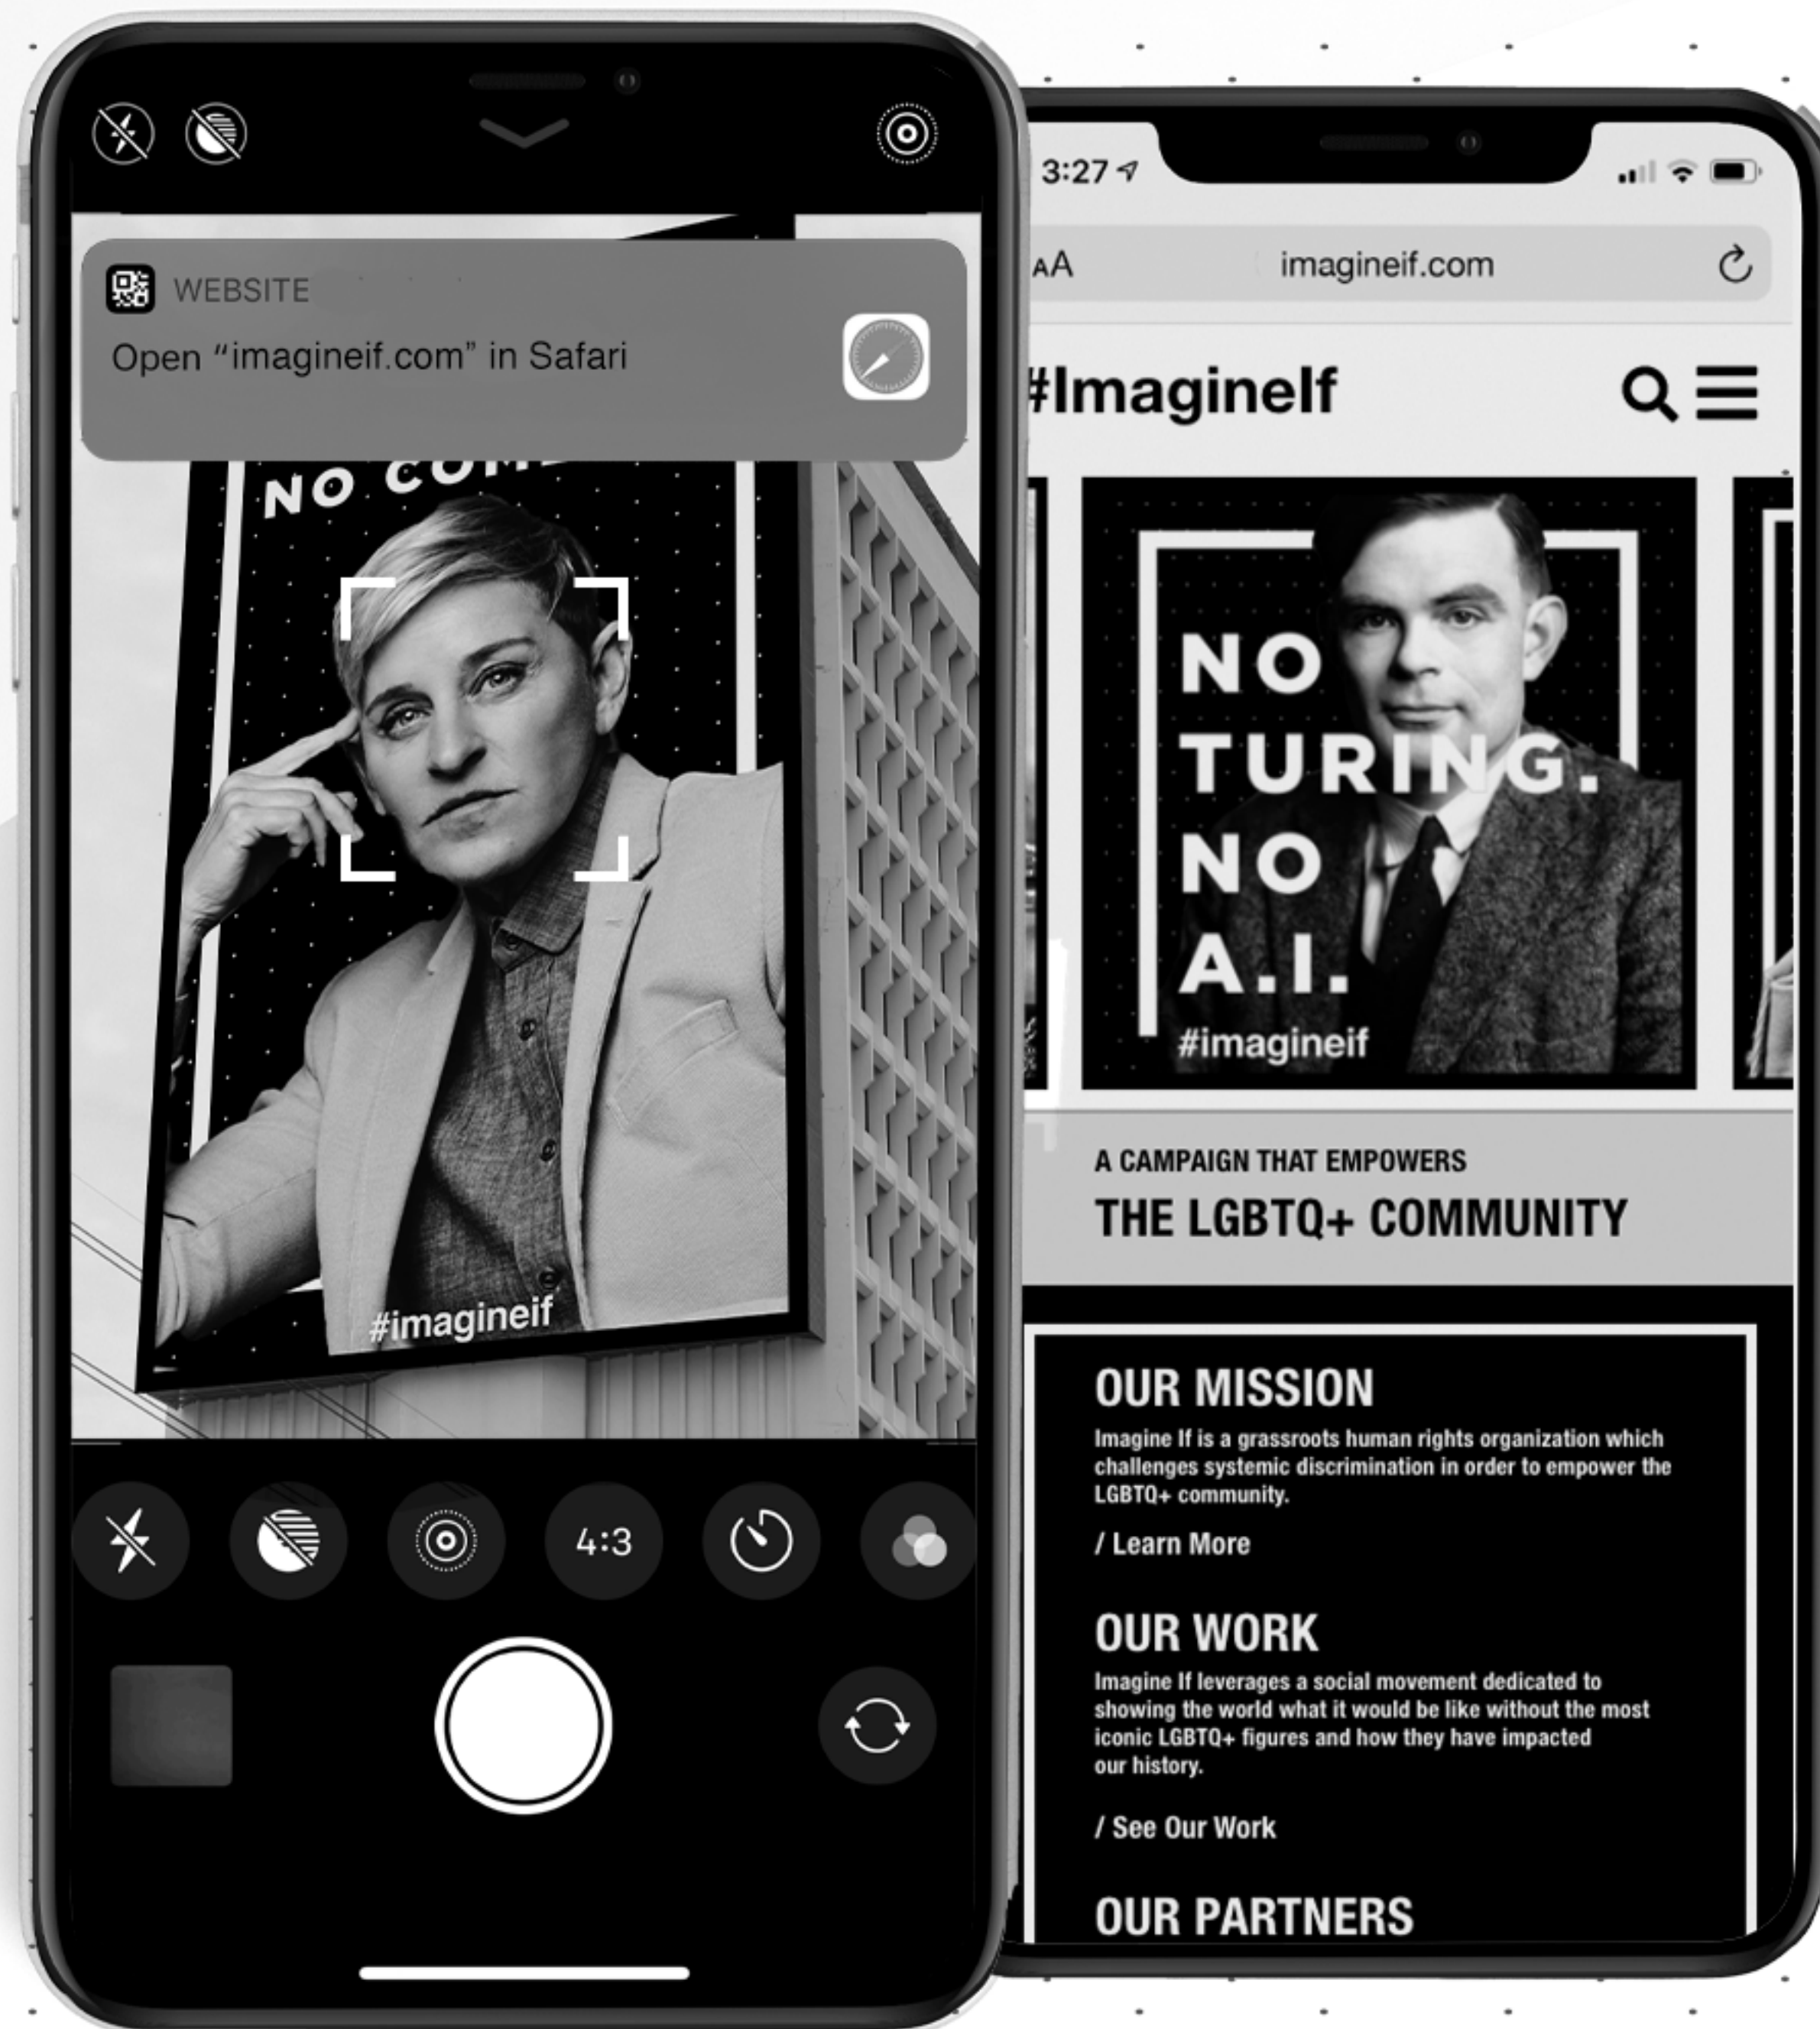 WEBSITE
Open “imagineif.com” in Safari
NO
#imagineif
4:3
3:27
AA
imagineif.com
#ImagineIf
NO
TURING.
NO
A.I.
#imagineif
A CAMPAIGN THAT EMPOWERS
THE LGBTQ+ COMMUNITY
OUR MISSION
Imagine If is a grassroots human rights organization which
challenges systemic discrimination in order to empower the
LGBTQ+ community.
/ Learn More
OUR WORK
Imagine If leverages a social movement dedicated to
showing the world what it would be like without the most
iconic LGBTQ+ figures and how they have impacted
our history.
/ See Our Work
OUR PARTNERS